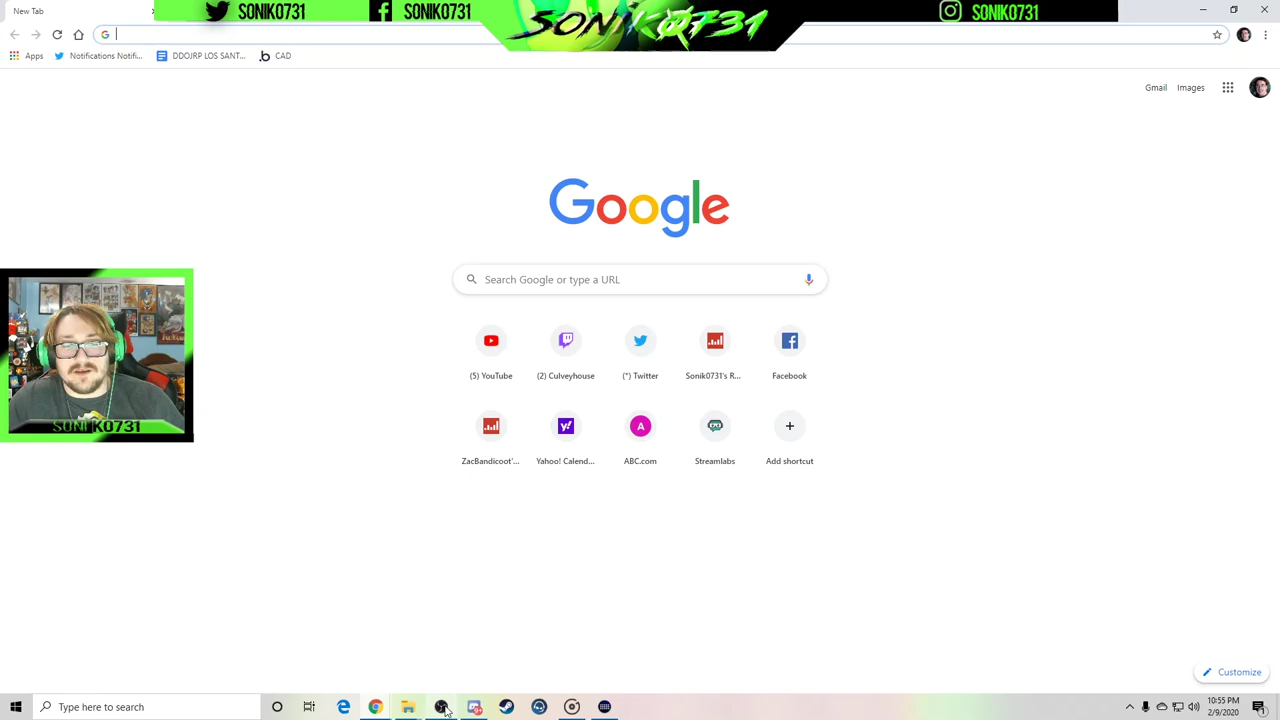 New Tab
SONIK0731
SONIK0731
SONIK0731
SONIK0731
Apps
Notifications Notifi...
DDOJRP LOS SANT...
CAD
Gmail
Images
Google
Search Google or type a URL
(5) YouTube
(2) Culveyhouse
(*) Twitter
Sonik0731's R...
Facebook
ZacBandicoot'...
Yahoo! Calend...
ABC.com
Streamlabs
Add shortcut
SONIK0731
Customize
Type here to search
10:55 PM
2/9/2020